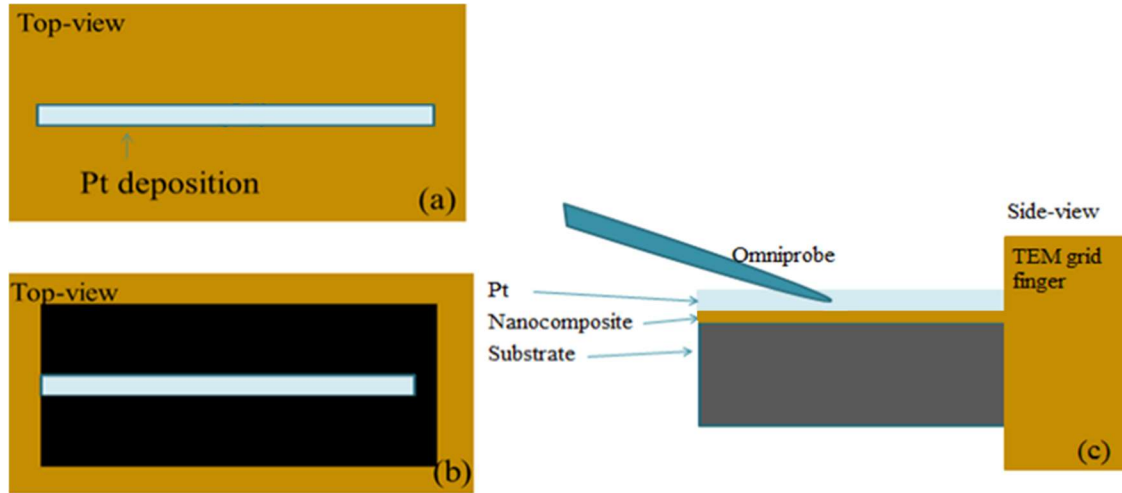 Top-view
Pt deposition
(a)
Top-view
(b)
Side-view
Omniprobe
TEM grid
finger
Pt
Nanocomposite
Substrate
(c)